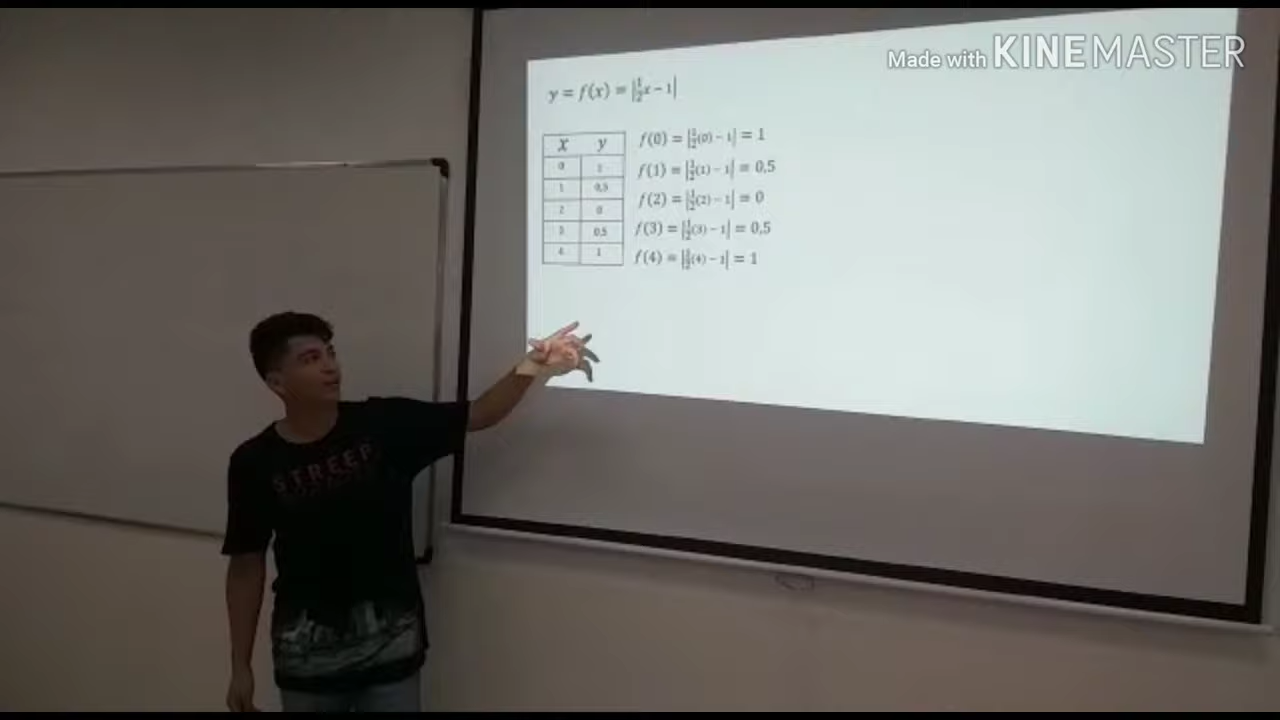 Made with KINEMASTER
y = f(x) = |½x − 1|
x y
0 1
1 0,5
2 0
3 0,5
4 1
f(0) = |½(0) − 1| = 1
f(1) = |½(1) − 1| = 0,5
f(2) = |½(2) − 1| = 0
f(3) = |½(3) − 1| = 0,5
f(4) = |½(4) − 1| = 1
STREEP